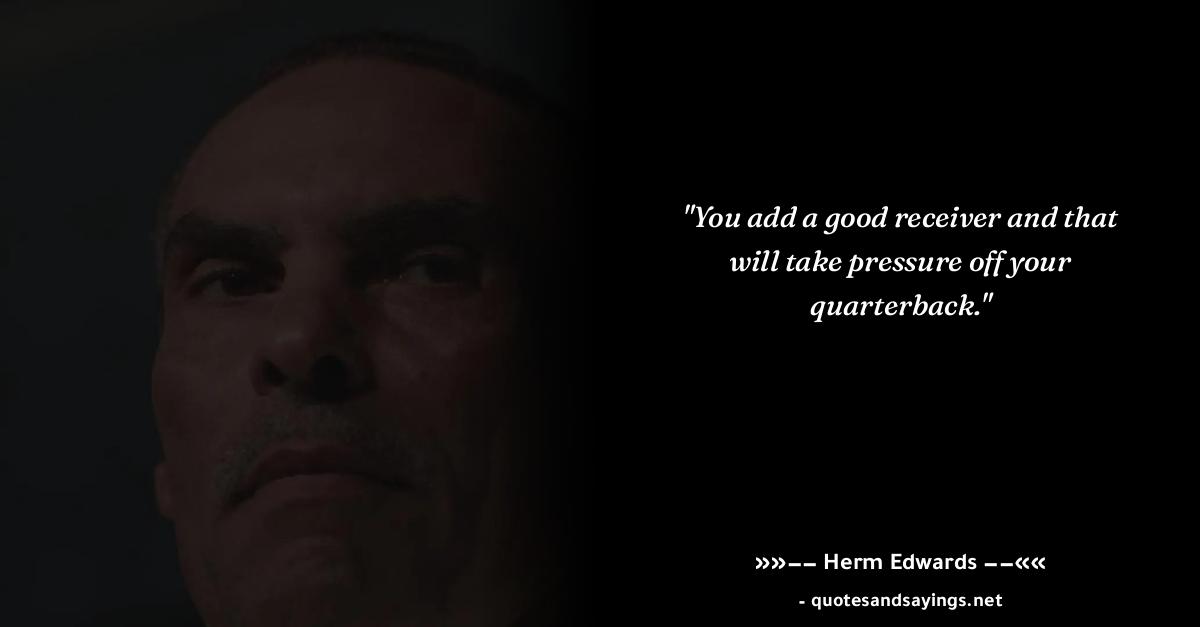 "You add a good receiver and that
will take pressure off your
quarterback."
»»-- Herm Edwards --««
- quotesandsayings.net